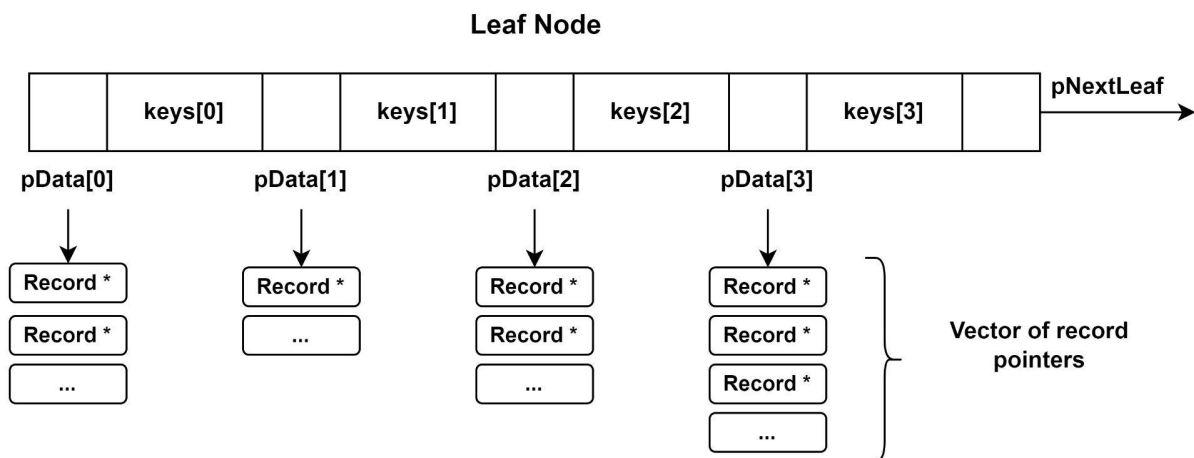 Leaf Node
pNextLeaf
keys[0] keys[1] keys[2] keys[3]
pData[0] pData[1] pData[2] pData[3]
Record * Record * Record * Record *
Record * ... Record * Record *
... ... Record *
...
Vector of record
pointers